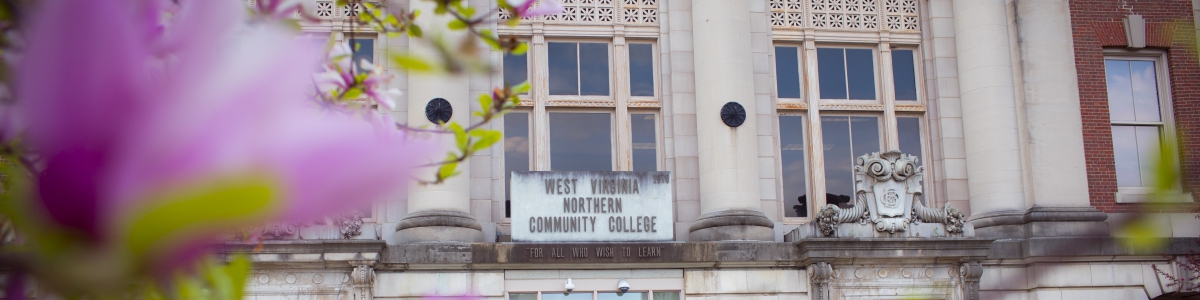 WEST VIRGINIA
NORTHERN
COMMUNITY COLLEGE
FOR ALL WHO WISH TO LEARN